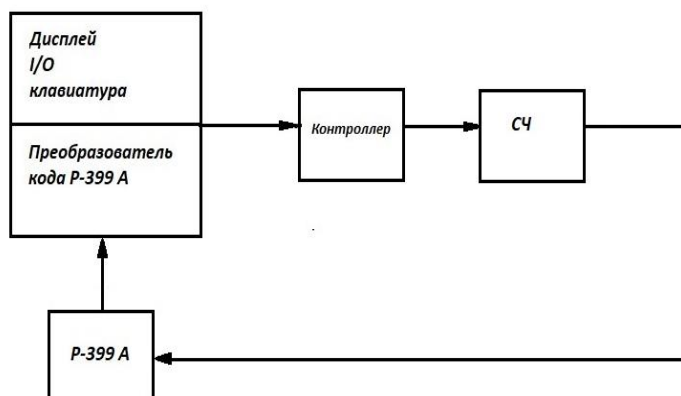 Дисплей
I/O
клавиатура
Преобразователь
кода Р-399 А
Контроллер
СЧ
Р-399 А